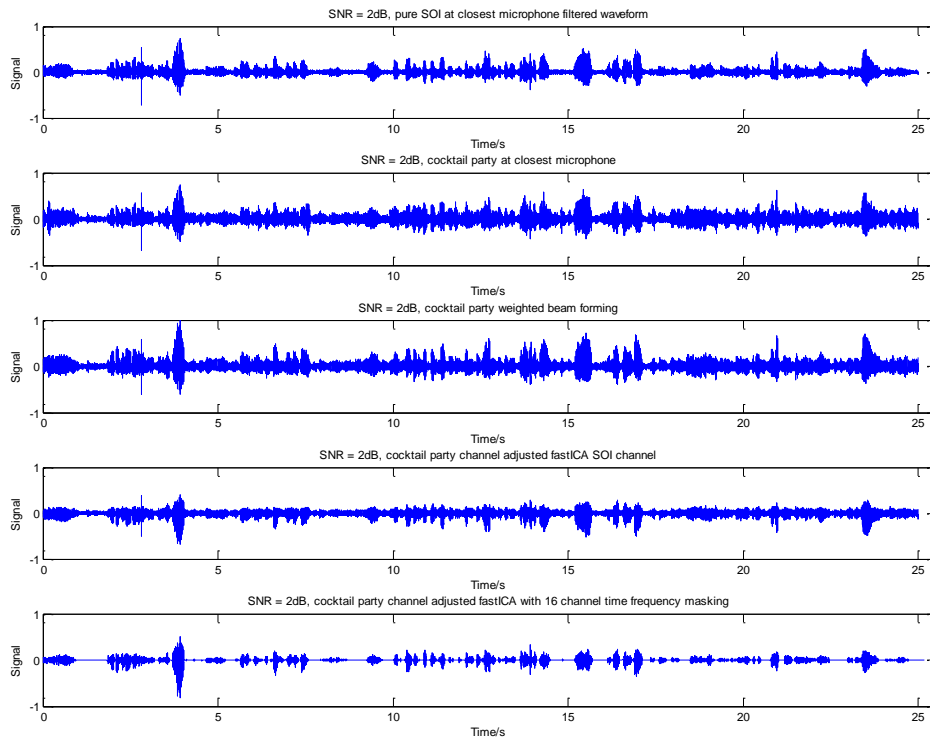 SNR = 2dB, pure SOI at closest microphone filtered waveform
1
0
-1
Signal
0 5 10 15 20 25
Time/s
SNR = 2dB, cocktail party at closest microphone
1
0
-1
Signal
0 5 10 15 20 25
Time/s
SNR = 2dB, cocktail party weighted beam forming
1
0
-1
Signal
0 5 10 15 20 25
Time/s
SNR = 2dB, cocktail party channel adjusted fastICA SOI channel
1
0
-1
Signal
0 5 10 15 20 25
Time/s
SNR = 2dB, cocktail party channel adjusted fastICA with 16 channel time frequency masking
1
0
-1
Signal
0 5 10 15 20 25
Time/s